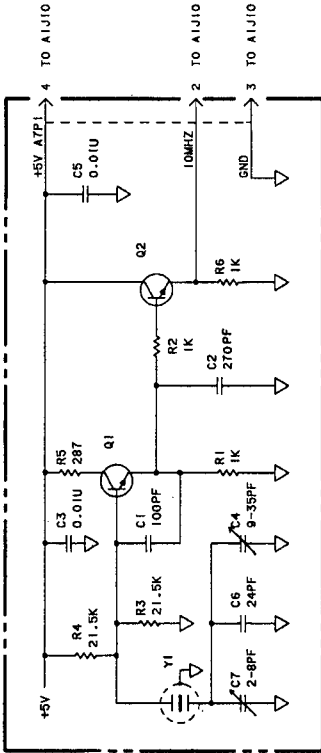 +5V A7P1
4 TO A1J10
+5V
R4
21.5K
C3
0.01U
R5
287
C5
0.01U
Q1
Q2
C1
100PF
R3
21.5K
R2
1K
10MHZ
2 TO A1J10
Y1
C7
2-8PF
C6
24PF
C4
9-35PF
R1
1K
C2
270PF
R6
1K
GND
3 TO A1J10